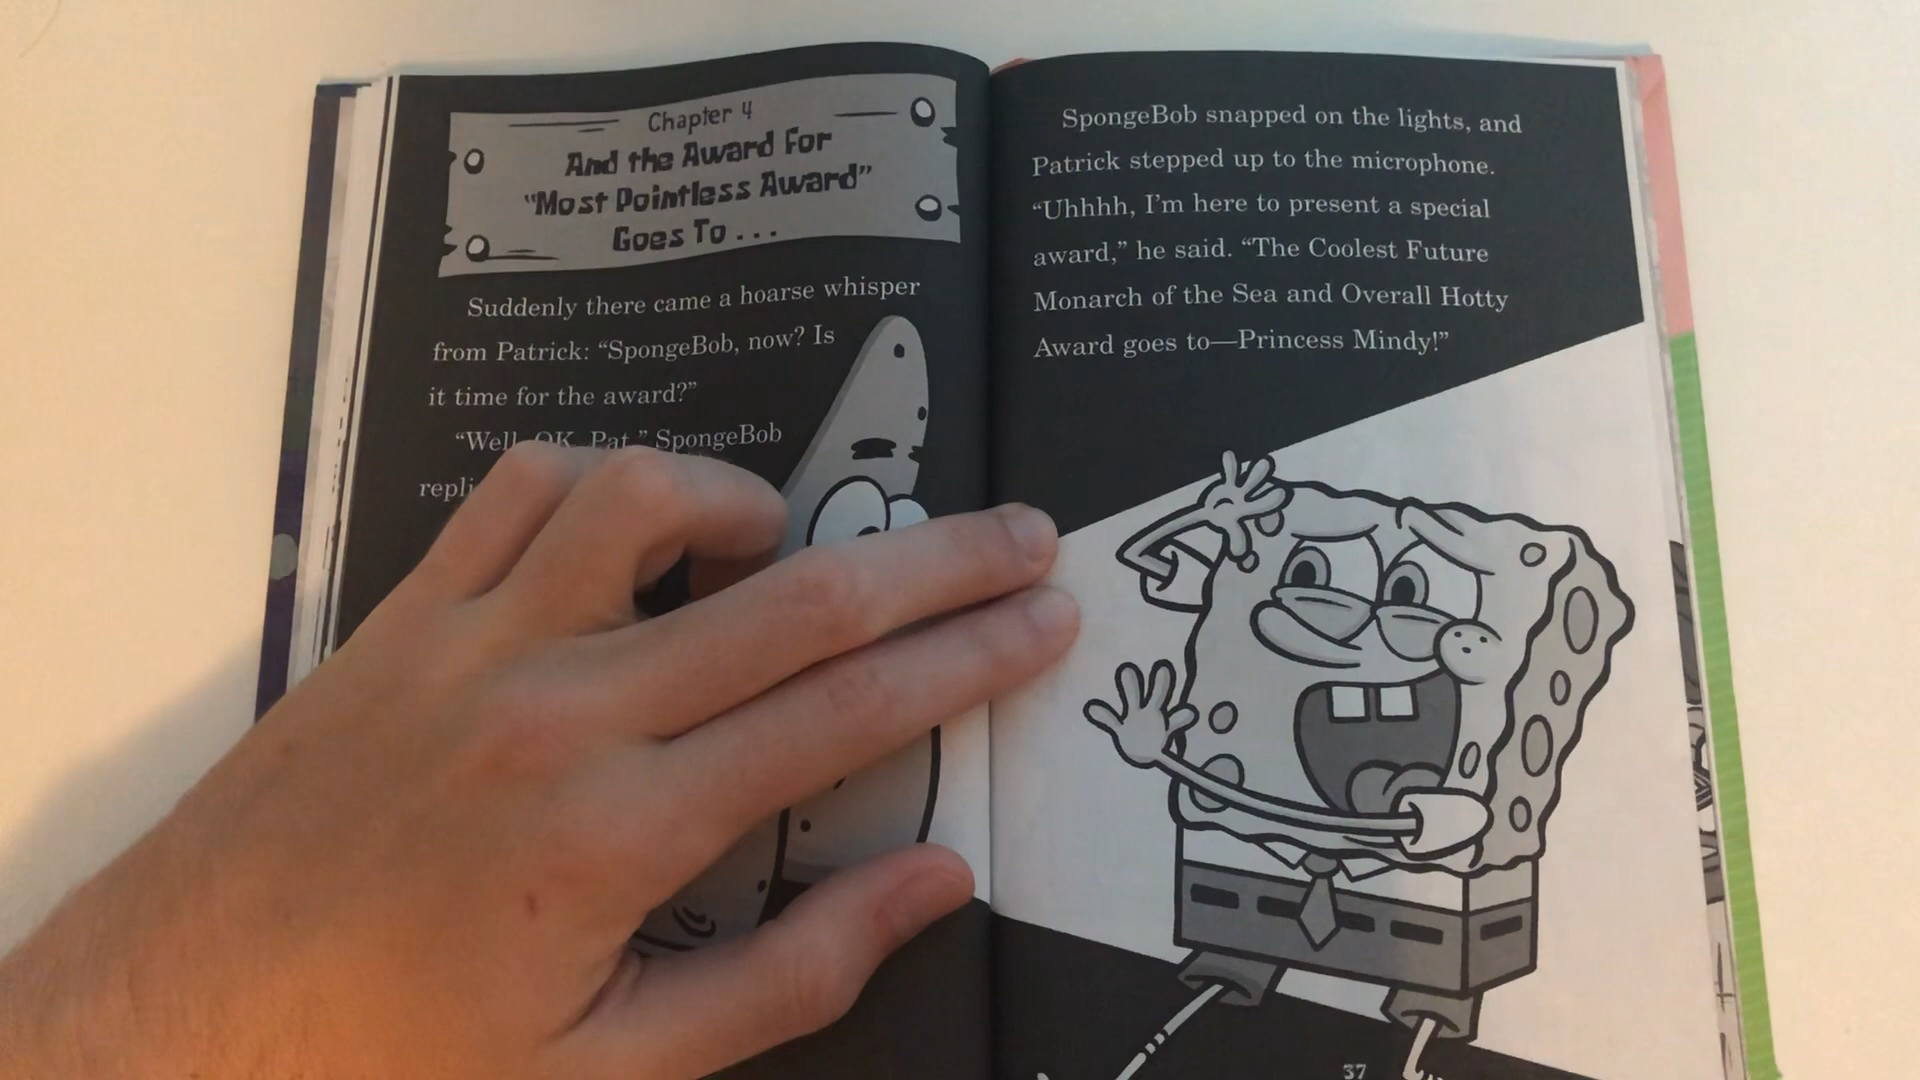 Chapter 4
And the Award For
“Most Pointless Award”
Goes To . . .
Suddenly there came a hoarse whisper
from Patrick: “SpongeBob, now? Is
it time for the award?”
“Well, OK, Pat,” SpongeBob
SpongeBob snapped on the lights, and
Patrick stepped up to the microphone.
“Uhhhh, I’m here to present a special
award,” he said. “The Coolest Future
Monarch of the Sea and Overall Hotty
Award goes to—Princess Mindy!”
37